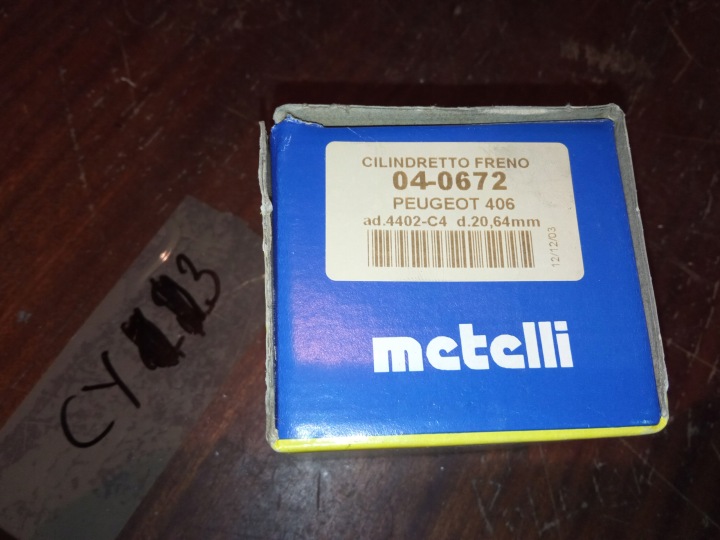 CILINDRETTO FRENO
04-0672
PEUGEOT 406
ad.4402-C4 d.20,64mm
12/12/03
metelli